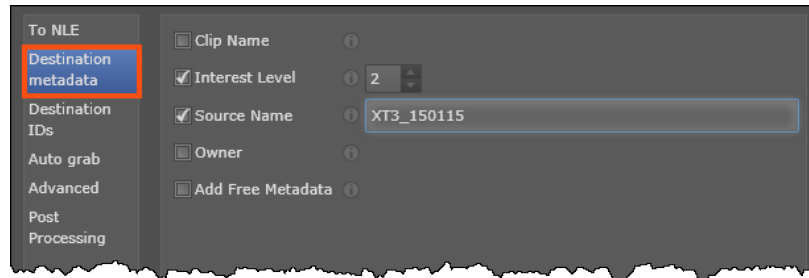 To NLE
Destination
metadata
Destination
IDs
Auto grab
Advanced
Post
Processing
Clip Name
Interest Level 2
Source Name XT3_150115
Owner
Add Free Metadata